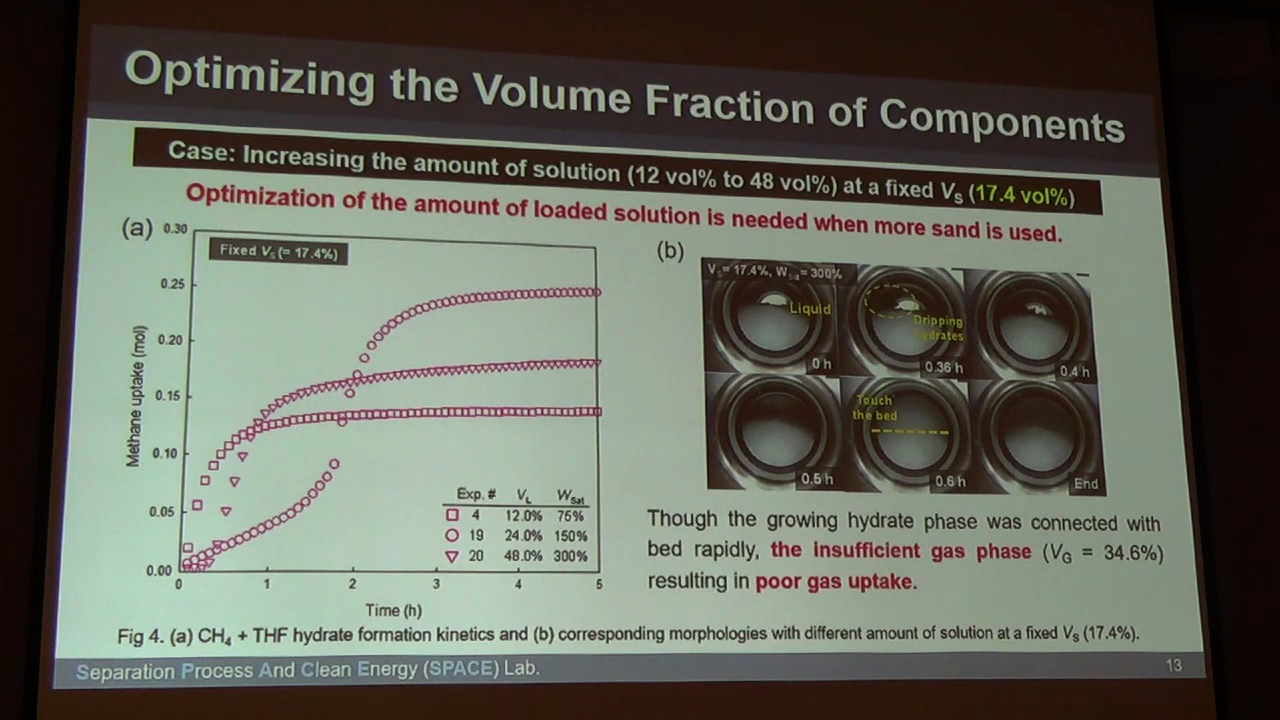 Optimizing the Volume Fraction of Components
Case: Increasing the amount of solution (12 vol% to 48 vol%) at a fixed Vs (17.4 vol%)
Optimization of the amount of loaded solution is needed when more sand is used.
(a)
Fixed Vs (= 17.4%)
Methane uptake (mol)
0.30
0.25
0.20
0.15
0.10
0.05
0.00
0 1 2 3 4 5
Time (h)
Exp. # VL WSat
4 12.0% 75%
19 24.0% 150%
20 48.0% 300%
(b)
Vs = 17.4%, WSat = 300%
Liquid
0 h
Dripping
hydrates
0.36 h
0.4 h
0.5 h
Touch
the bed
0.6 h
End
Though the growing hydrate phase was connected with
bed rapidly, the insufficient gas phase (VG = 34.6%)
resulting in poor gas uptake.
Fig 4. (a) CH4 + THF hydrate formation kinetics and (b) corresponding morphologies with different amount of solution at a fixed Vs (17.4%).
Separation Process And Clean Energy (SPACE) Lab.
13